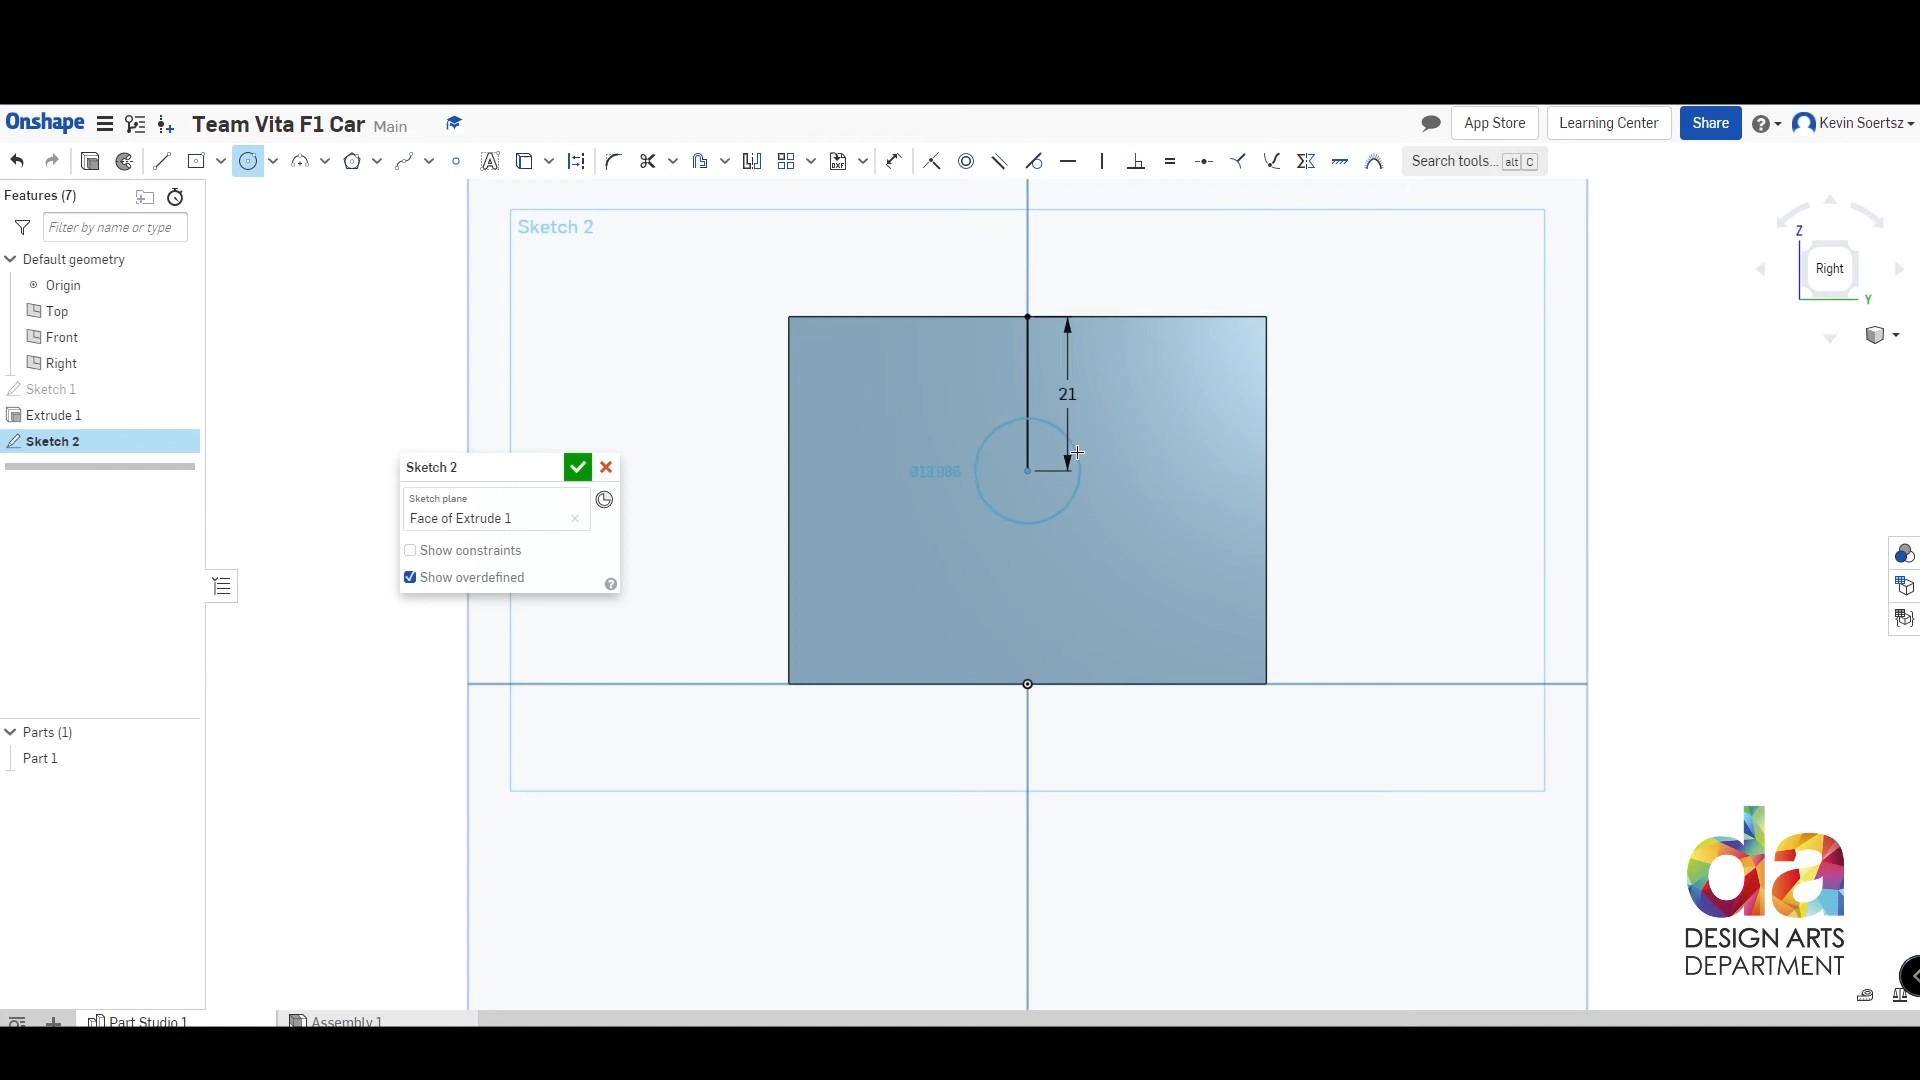 Onshape Team Vita F1 Car Main App Store Learning Center Share Kevin Soertsz
Search tools... alt C
Features (7)
Filter by name or type
Default geometry
Origin
Top
Front
Right
Sketch 1
Extrude 1
Sketch 2
Parts (1)
Part 1
Sketch 2
Sketch 2
Sketch plane
Face of Extrude 1
Show constraints
Show overdefined
21
Z
Right
Y
da
DESIGN ARTS
DEPARTMENT
Part Studio 1
Assembly 1